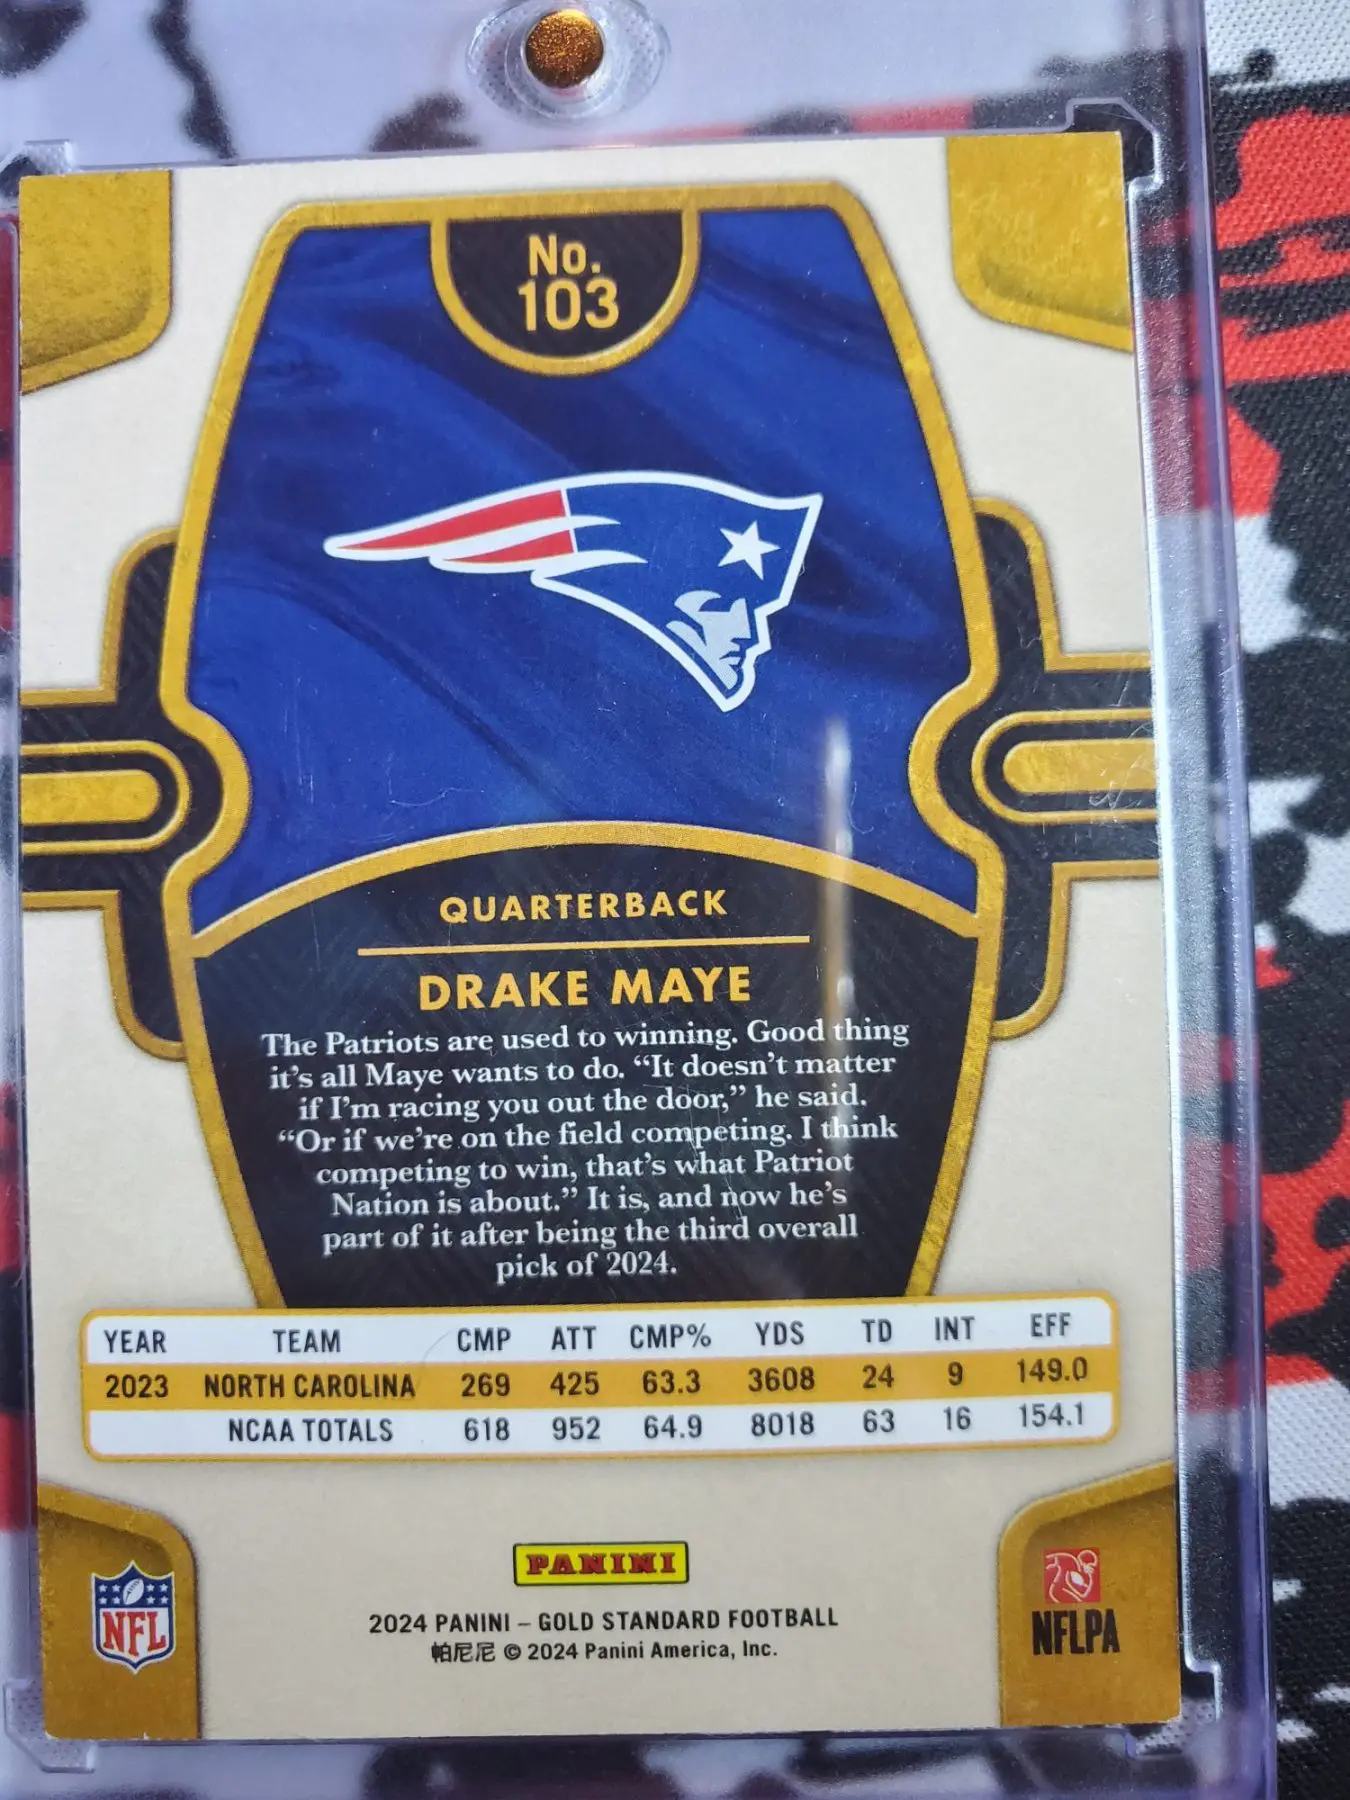 No.
103
QUARTERBACK
DRAKE MAYE
The Patriots are used to winning. Good thing
it's all Maye wants to do. “It doesn't matter
if I'm racing you out the door,” he said.
“Or if we're on the field competing. I think
competing to win, that's what Patriot
Nation is about.” It is, and now he's
part of it after being the third overall
pick of 2024.
YEAR TEAM CMP ATT CMP% YDS TD INT EFF
2023 NORTH CAROLINA 269 425 63.3 3608 24 9 149.0
NCAA TOTALS 618 952 64.9 8018 63 16 154.1
PANINI
NFL
NFLPA
2024 PANINI – GOLD STANDARD FOOTBALL
帕尼尼 © 2024 Panini America, Inc.